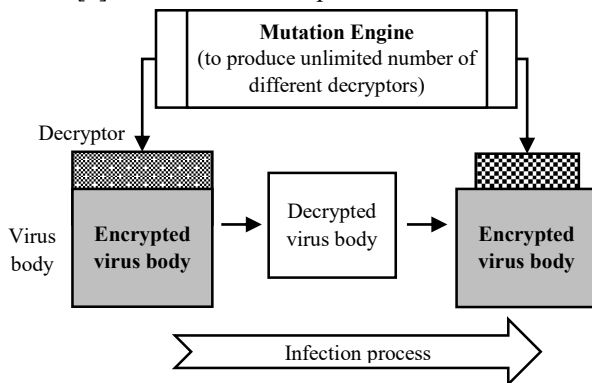 Mutation Engine
(to produce unlimited number of
different decryptors)
Decryptor
Virus
body
Encrypted
virus body
Decrypted
virus body
Encrypted
virus body
Infection process